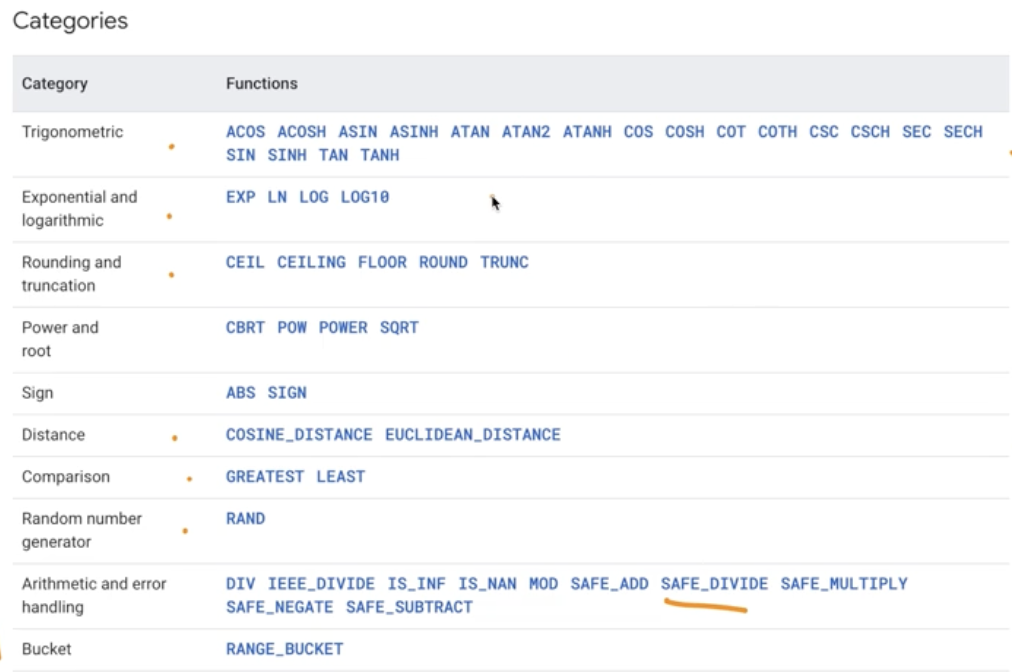 Categories
Category Functions
Trigonometric ACOS ACOSH ASIN ASINH ATAN ATAN2 ATANH COS COSH COT COTH CSC CSCH SEC SECH
SIN SINH TAN TANH
Exponential and EXP LN LOG LOG10
logarithmic
Rounding and CEIL CEILING FLOOR ROUND TRUNC
truncation
Power and CBRT POW POWER SQRT
root
Sign ABS SIGN
Distance COSINE_DISTANCE EUCLIDEAN_DISTANCE
Comparison GREATEST LEAST
Random number RAND
generator
Arithmetic and error DIV IEEE_DIVIDE IS_INF IS_NAN MOD SAFE_ADD SAFE_DIVIDE SAFE_MULTIPLY
handling SAFE_NEGATE SAFE_SUBTRACT
Bucket RANGE_BUCKET